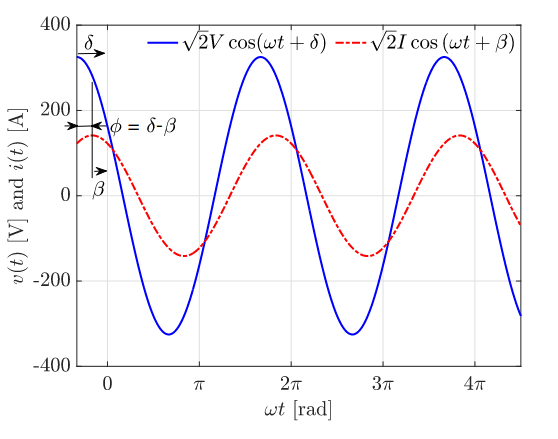 400
δ
√2V cos(ωt + δ)
√2I cos (ωt + β)
200
ϕ = δ-β
β
0
-200
-400
v(t) [V] and i(t) [A]
0 π 2π 3π 4π
ωt [rad]